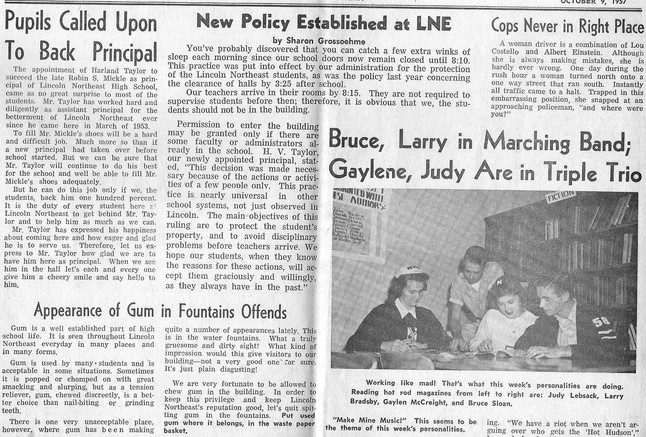 OCTOBER 9, 1957
Pupils Called Upon
To Back Principal
The appointment of Harland Taylor to
succeed the late Robin S. Mickle as prin-
cipal of Lincoln Northeast High School,
came as no great surprise to most of the
students. Mr. Taylor has worked hard and
diligently as assistant principal for the
betterment of Lincoln Northeast ever
since he came here in March of 1953.
To fill Mr. Mickle's shoes will be a hard
and difficult job. Much more so than if
a new principal had taken over before
school started. But we can be sure that
Mr. Taylor will continue to do his best
for the school and well be able to fill Mr.
Mickle's shoes adequately.
But he can do this job only if we, the
students, back him one hundred percent.
It is the duty of every student here at
Lincoln Northeast to get behind Mr. Tay-
lor and to help him as much as we can.
Mr. Taylor has expressed his happiness
about coming here and how eager and glad
he is to serve us. Therefore, let us ex-
press to Mr. Taylor how glad we are to
have him here as principal. When we see
him in the hall let's each and every one
give him a cheery smile and say hello to
him.
New Policy Established at LNE
by Sharon Grossoehme
You've probably discovered that you can catch a few extra winks of
sleep each morning since our school doors now remain closed until 8:10.
This practice was put into effect by our administration for the protection
of the Lincoln Northeast students, as was the policy last year concerning
the clearance of halls by 3:25 after school.
Our teachers arrive in their rooms by 8:15. They are not required to
supervise students before then; therefore, it is obvious that we, the stu-
dents should not be in the building.
Permission to enter the building
may be granted only if there are
some faculty or administrators al-
ready in the school. H. V. Taylor,
our newly appointed principal, stat-
ed, "This decision was made neces-
sary because of the actions or activi-
ties of a few people only. This prac-
tice is nearly universal in other
school systems, not just observed in
Lincoln. The main-objectives of this
ruling are to protect the student's
property, and to avoid disciplinary
problems before teachers arrive. We
hope our students, when they know
the reasons for these actions, will ac-
cept them graciously and willingly,
as they always have in the past."
Cops Never in Right Place
A woman driver is a combination of Lou
Costello and Albert Einstein. Although
she is always making mistakes, she is
hardly ever wrong. One day during the
rush hour a woman turned north onto a
one way street that ran south. Instantly
all traffic came to a halt. Trapped in this
embarrassing position, she snapped at an
approaching policeman, "and where were
you?"
Bruce, Larry in Marching Band;
Gaylene, Judy Are in Triple Trio
AUTHORS:
FICTION
N
56
Working like mad! That's what this week's personalities are doing.
Reading hot rod magazines from left to right are: Judy Lebsack, Larry
Bradsby, Gaylen McCreight, and Bruce Sloan.
"Make Mino Music!" This seems to be
the theme of this week's personalities.
ing. "We have a riot when we aren't ar-
guing over who gets the 'Hot Hudson',"
Appearance of Gum in Fountains Offends
Gum is a well established part of high
school life. It is seen throughout Lincoln
Northeast everyday in many places and
in many forms.
Gum is used by many students and is
acceptable in some situations. Sometimes
it is popped or chomped on with great
smacking and slurping, but as a tension
reliever, gum, chewed discreetly, is a bet-
ter choice than nail-biting or grinding
teeth.
There is one very unacceptable place,
however, where gum has been making
quite a number of appearances lately. This
is in the water fountains. What a truly
gruesome and dirty sight! What kind of
impression would this give visitors to our
building—not a very good one for sure.
It's just plain disgusting!
We are very fortunate to be allowed to
chew gum in the building. In order to
keep this privilege and keep Lincoln
Northeast's reputation good, let's quit spit-
ting gum in the fountains. Put used
gum where it belongs, in the waste paper
basket.